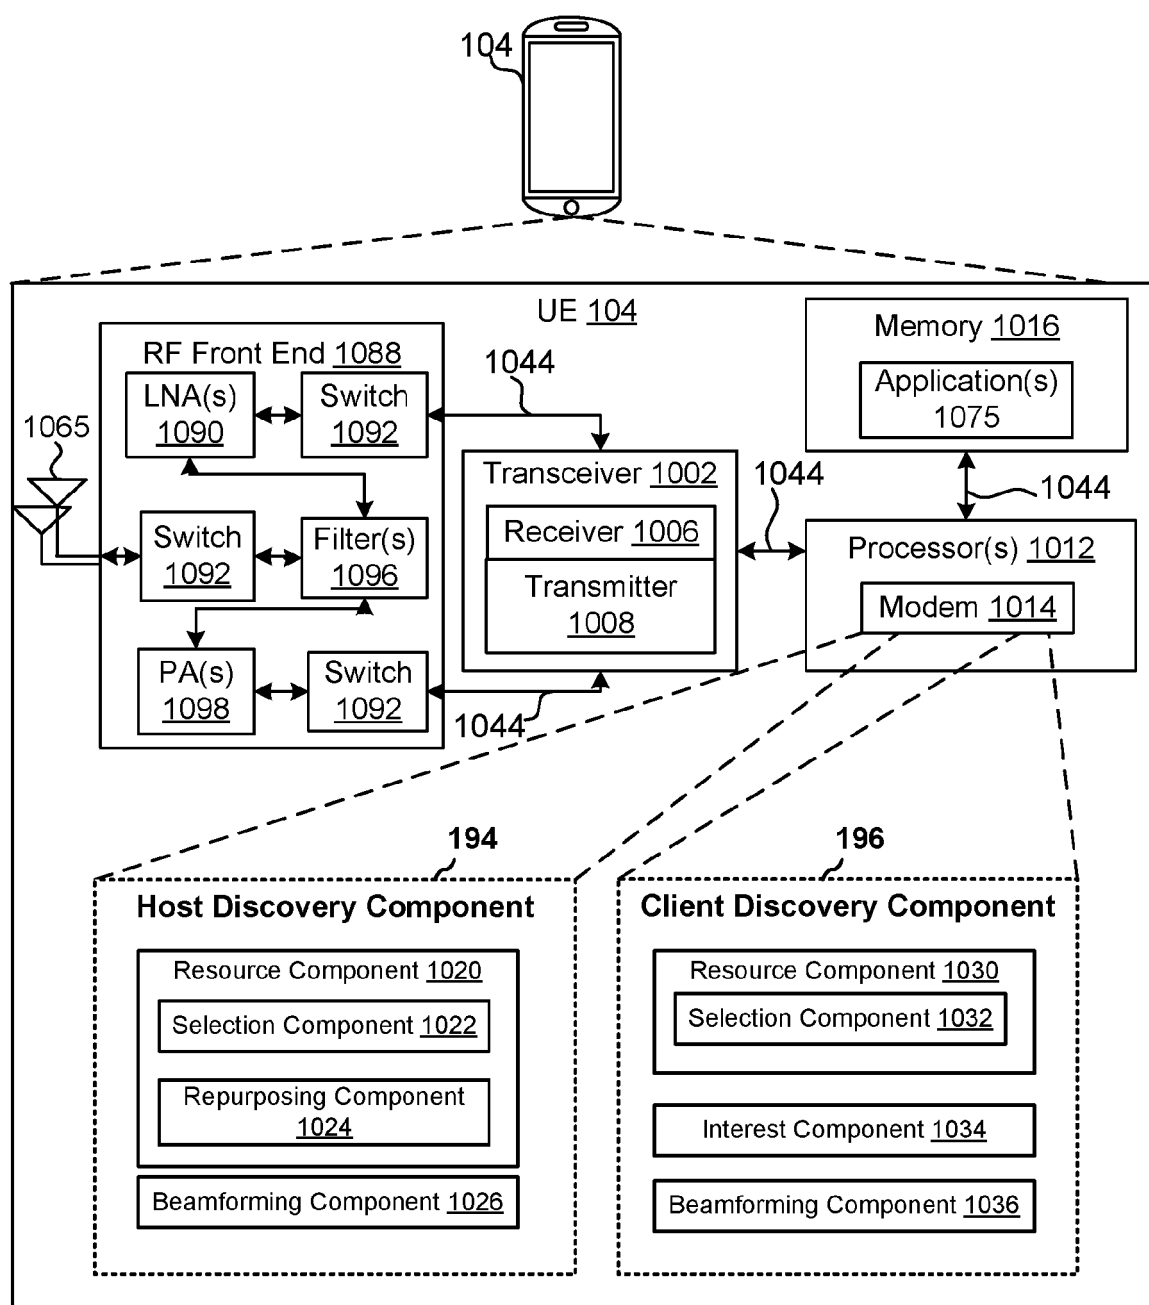 104
UE 104
RF Front End 1088
LNA(s)
1090
Switch
1092
1044
1065
Switch
1092
Filter(s)
1096
PA(s)
1098
Switch
1092
1044
Transceiver 1002
Receiver 1006
Transmitter
1008
1044
Memory 1016
Application(s)
1075
1044
Processor(s) 1012
Modem 1014
194
Host Discovery Component
Resource Component 1020
Selection Component 1022
Repurposing Component
1024
Beamforming Component 1026
196
Client Discovery Component
Resource Component 1030
Selection Component 1032
Interest Component 1034
Beamforming Component 1036